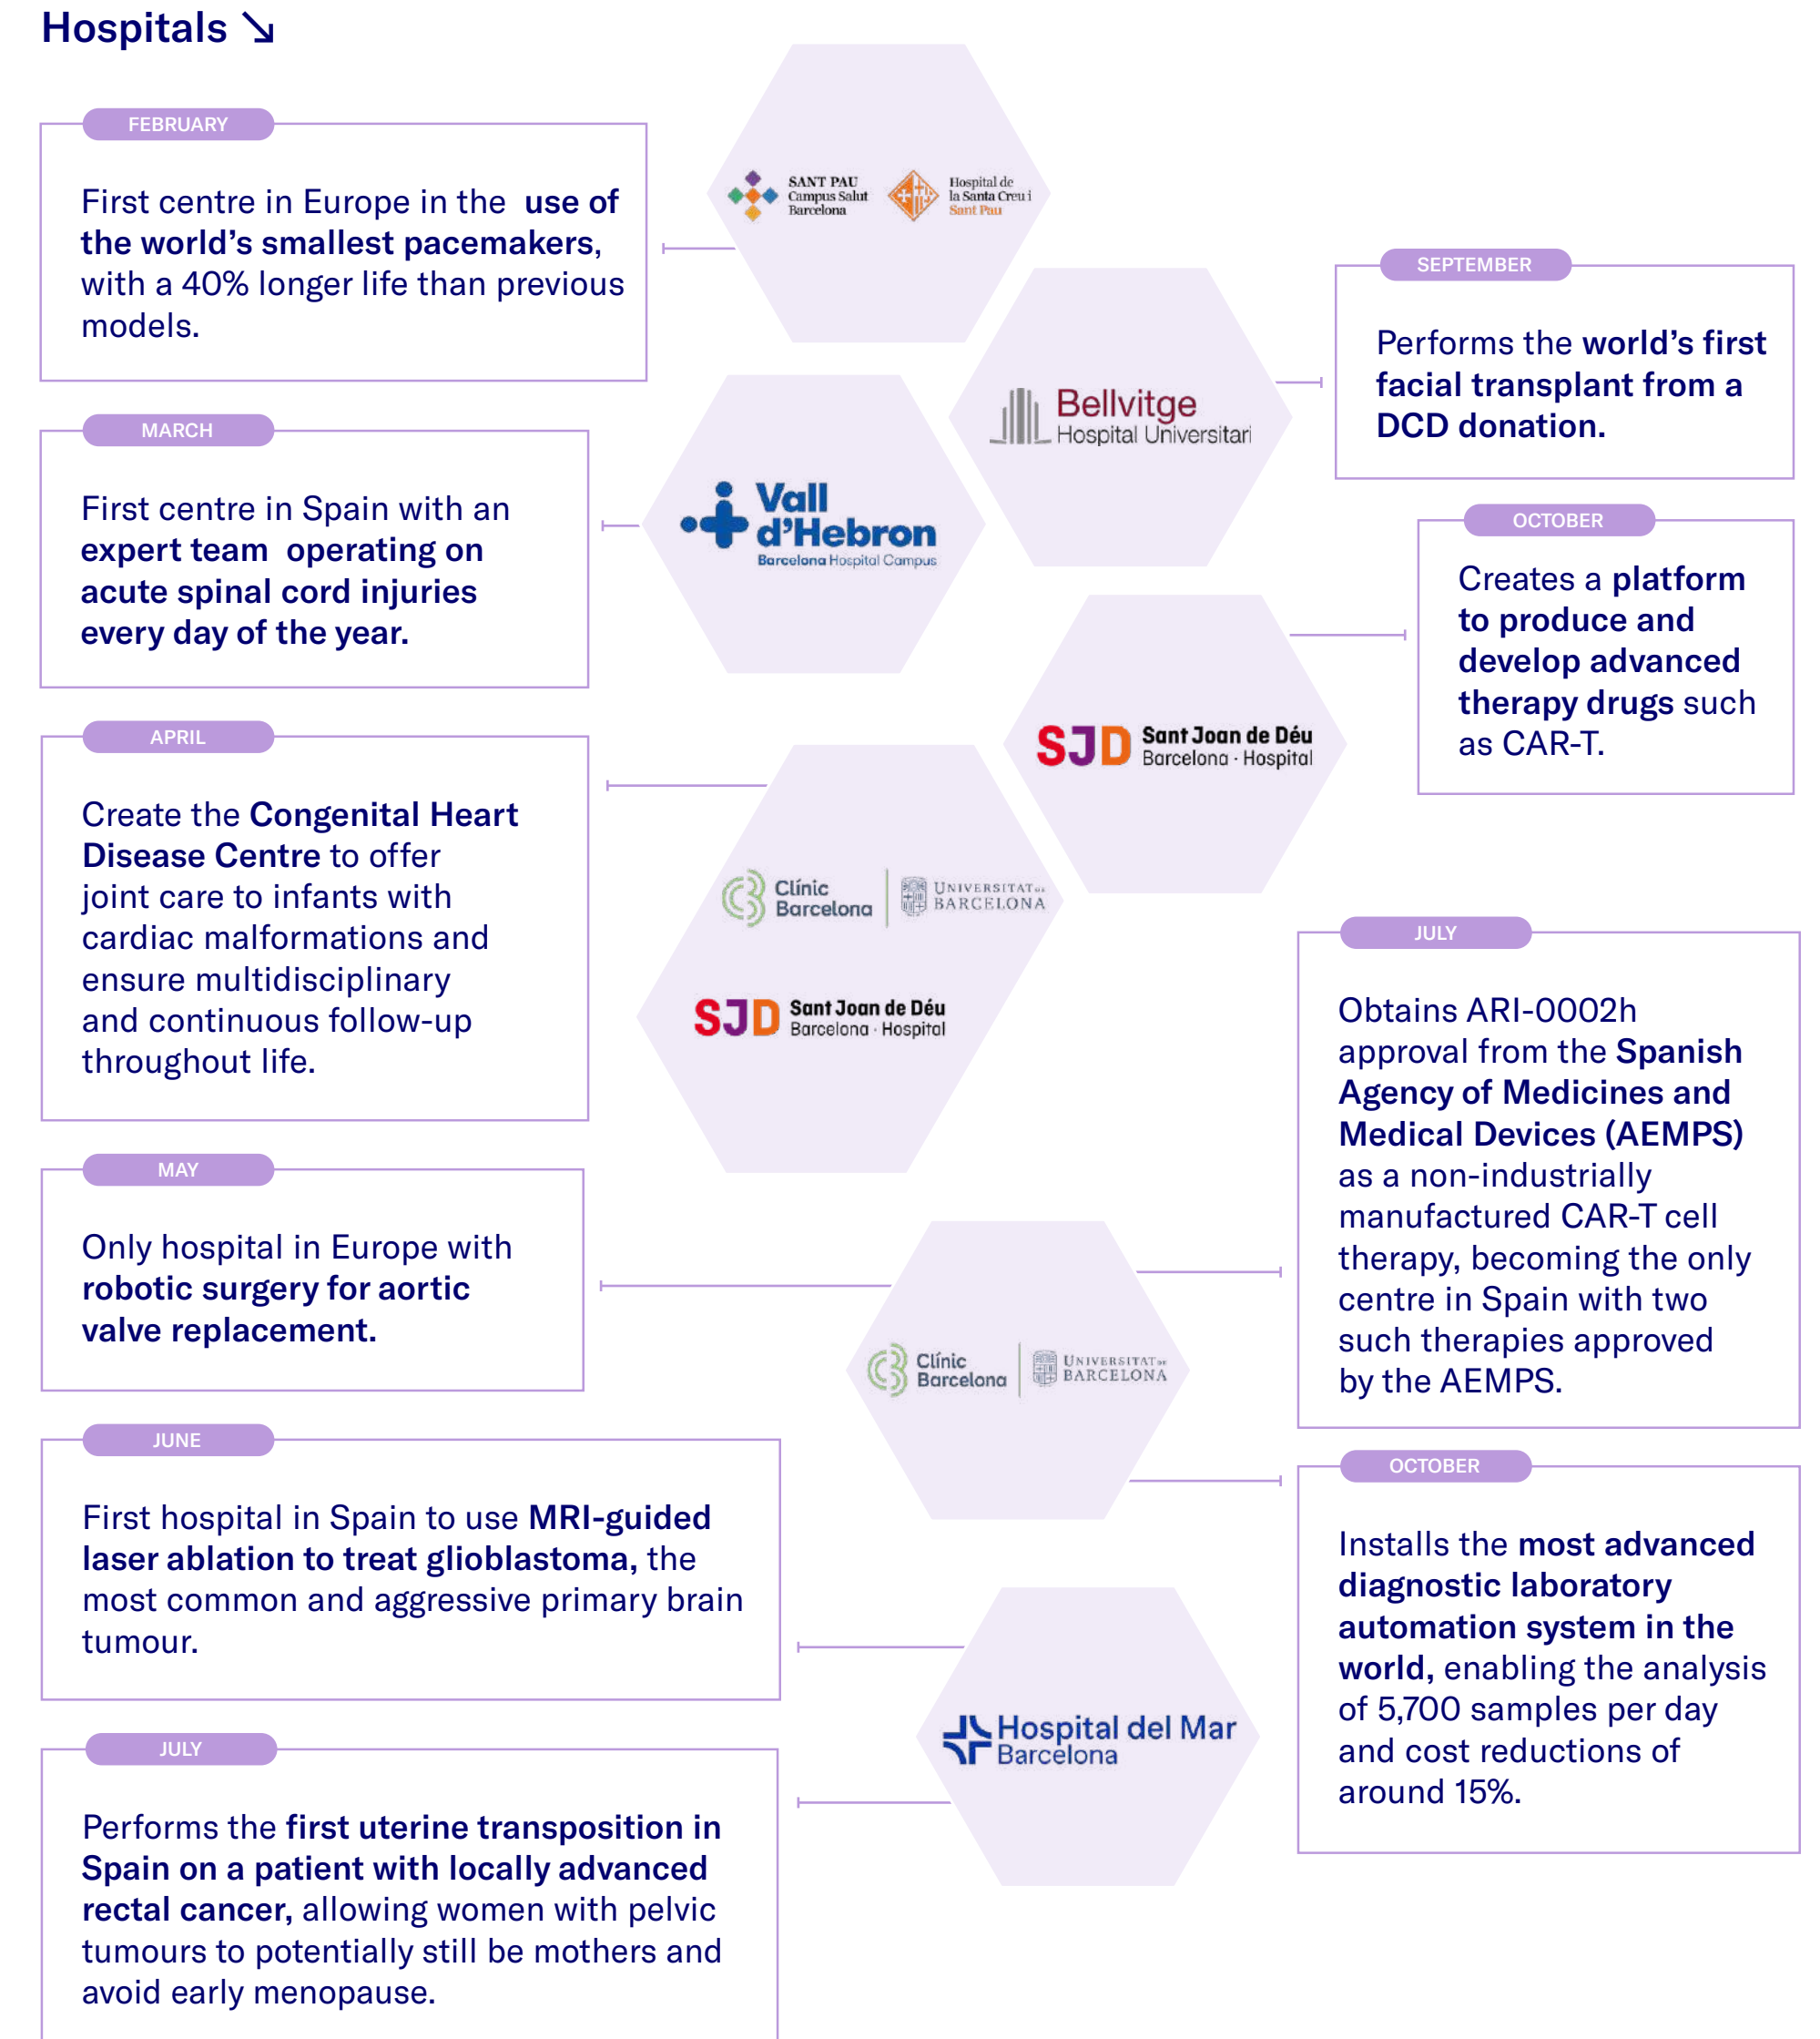 Hospitals ↘
FEBRUARY
First centre in Europe in the use of
the world's smallest pacemakers,
with a 40% longer life than previous
models.
SANT PAU
Campus Salut
Barcelona
Hospital de
la Santa Creu i
Sant Pau
SEPTEMBER
Performs the world’s first
facial transplant from a
DCD donation.
Bellvitge
Hospital Universitari
MARCH
First centre in Spain with an
expert team operating on
acute spinal cord injuries
every day of the year.
Vall
d’Hebron
Barcelona Hospital Campus
OCTOBER
Creates a platform
to produce and
develop advanced
therapy drugs such
as CAR-T.
SJD Sant Joan de Déu
Barcelona · Hospital
APRIL
Create the Congenital Heart
Disease Centre to offer
joint care to infants with
cardiac malformations and
ensure multidisciplinary
and continuous follow-up
throughout life.
Clínic
Barcelona
UNIVERSITAT DE
BARCELONA
SJD Sant Joan de Déu
Barcelona · Hospital
JULY
Obtains ARI-0002h
approval from the Spanish
Agency of Medicines and
Medical Devices (AEMPS)
as a non-industrially
manufactured CAR-T cell
therapy, becoming the only
centre in Spain with two
such therapies approved
by the AEMPS.
MAY
Only hospital in Europe with
robotic surgery for aortic
valve replacement.
Clínic
Barcelona
UNIVERSITAT DE
BARCELONA
OCTOBER
Installs the most advanced
diagnostic laboratory
automation system in the
world, enabling the analysis
of 5,700 samples per day
and cost reductions of
around 15%.
JUNE
First hospital in Spain to use MRI-guided
laser ablation to treat glioblastoma, the
most common and aggressive primary brain
tumour.
Hospital del Mar
Barcelona
JULY
Performs the first uterine transposition in
Spain on a patient with locally advanced
rectal cancer, allowing women with pelvic
tumours to potentially still be mothers and
avoid early menopause.